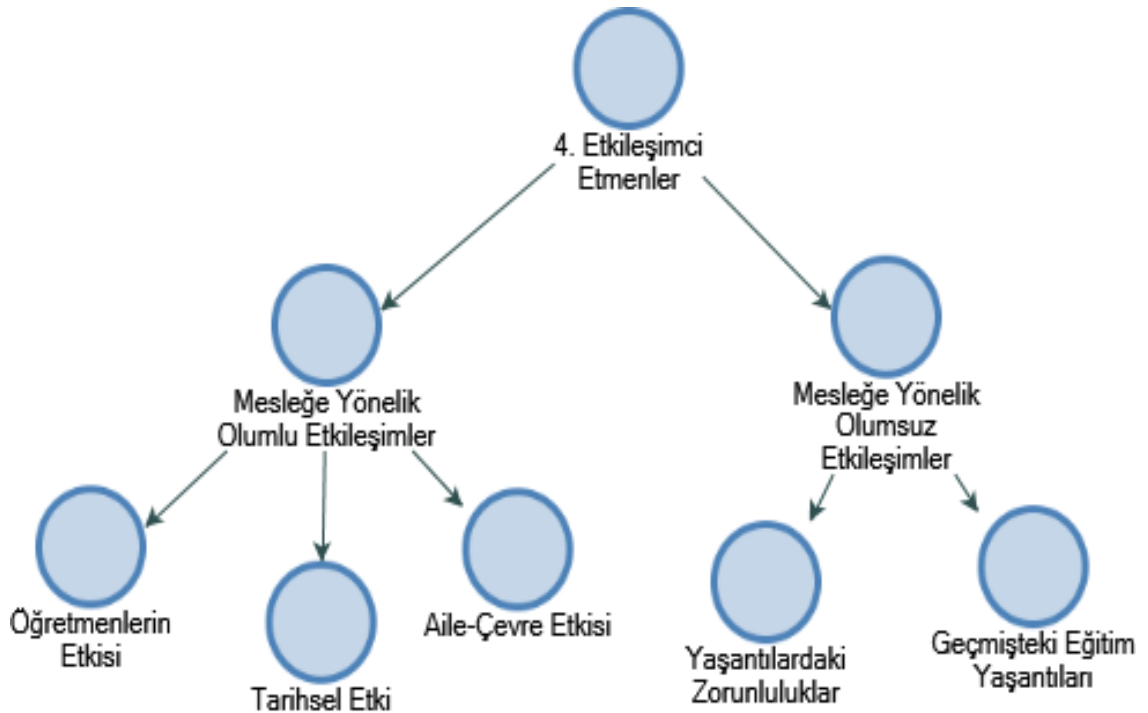 4. Etkileşimci
Etmenler
Mesleğe Yönelik
Olumlu Etkileşimler
Mesleğe Yönelik
Olumsuz
Etkileşimler
Öğretmenlerin
Etkisi
Tarihsel Etki
Aile-Çevre Etkisi
Yaşantılardaki
Zorunluluklar
Geçmişteki Eğitim
Yaşantıları